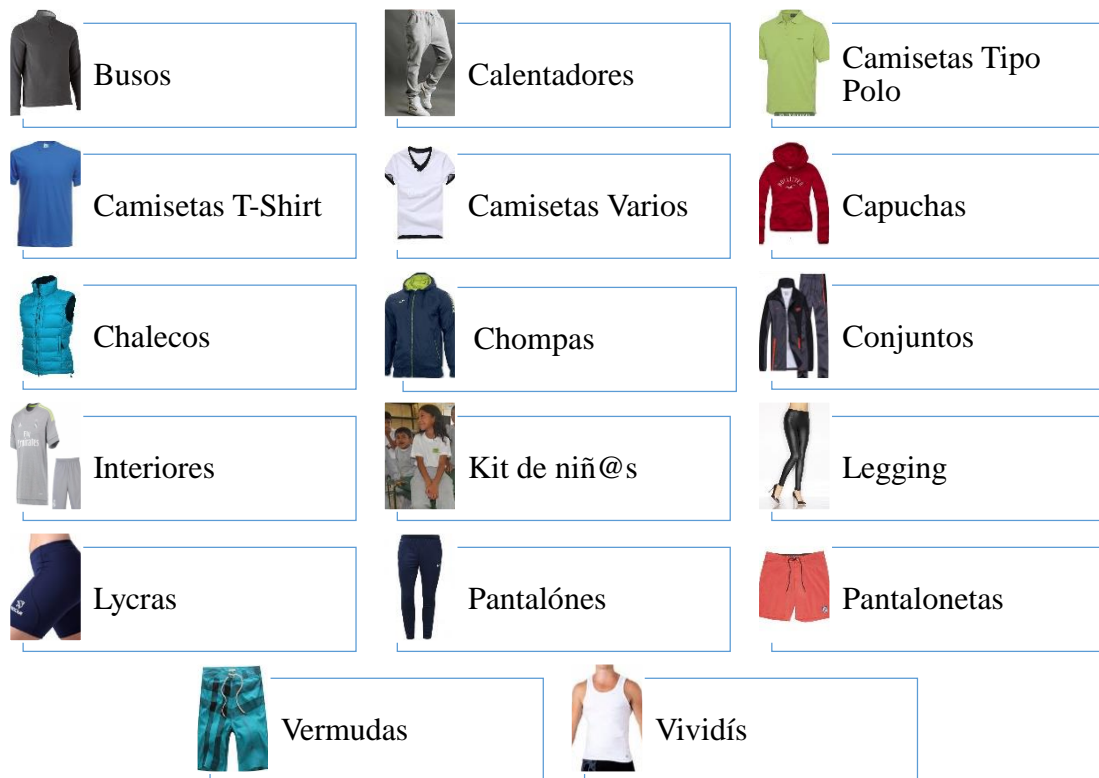 Busos
Calentadores
Camisetas Tipo
Polo
Camisetas T-Shirt
Camisetas Varios
Capuchas
Chalecos
Chompas
Conjuntos
Interiores
Kit de niñ@s
Legging
Lycras
Pantalónes
Pantalonetas
Vermudas
Vividís